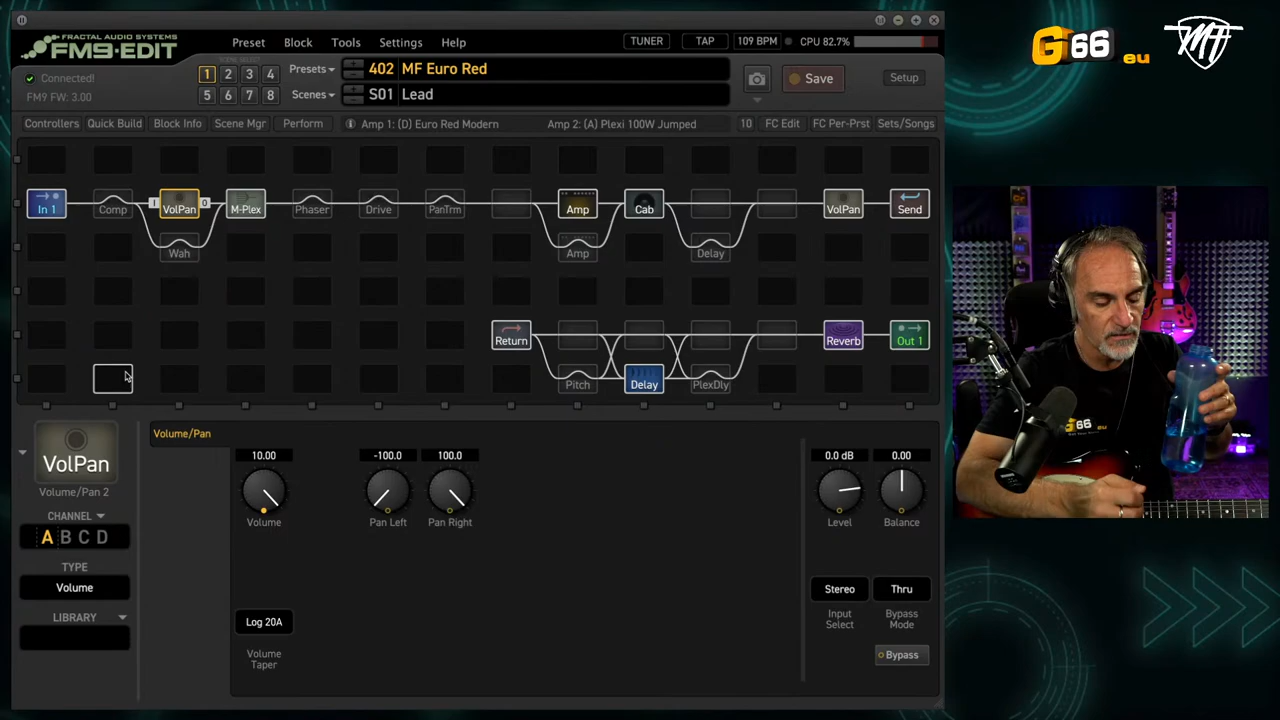 FRACTAL AUDIO SYSTEMS
FM9-EDIT
Preset Block Tools Settings Help
TUNER TAP 109 BPM CPU 82.7%
Connected!
FM9 FW: 3.00
SCENE SELECT
1 2 3 4
5 6 7 8
Presets
402 MF Euro Red
Scenes
S01 Lead
Save
Setup
Controllers Quick Build Block Info Scene Mgr Perform
Amp 1: (D) Euro Red Modern Amp 2: (A) Plexi 100W Jumped
10 FC Edit FC Per-Prst Sets/Songs
In 1 Comp I VolPan O M-Plex Phaser Drive PanTrm Amp Cab VolPan Send
Wah Amp Delay
Return Reverb Out 1
Pitch Delay PlexDly
VolPan
Volume/Pan 2
CHANNEL
A B C D
TYPE
Volume
LIBRARY
Volume/Pan
10.00 -100.0 100.0 0.0 dB 0.00
Volume Pan Left Pan Right Level Balance
Log 20A
Volume
Taper
Stereo Thru
Input
Select
Bypass
Mode
Bypass
G66
eu
MF
G66
eu